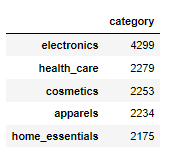 category
electronics 4299
health_care 2279
cosmetics 2253
apparels 2234
home_essentials 2175